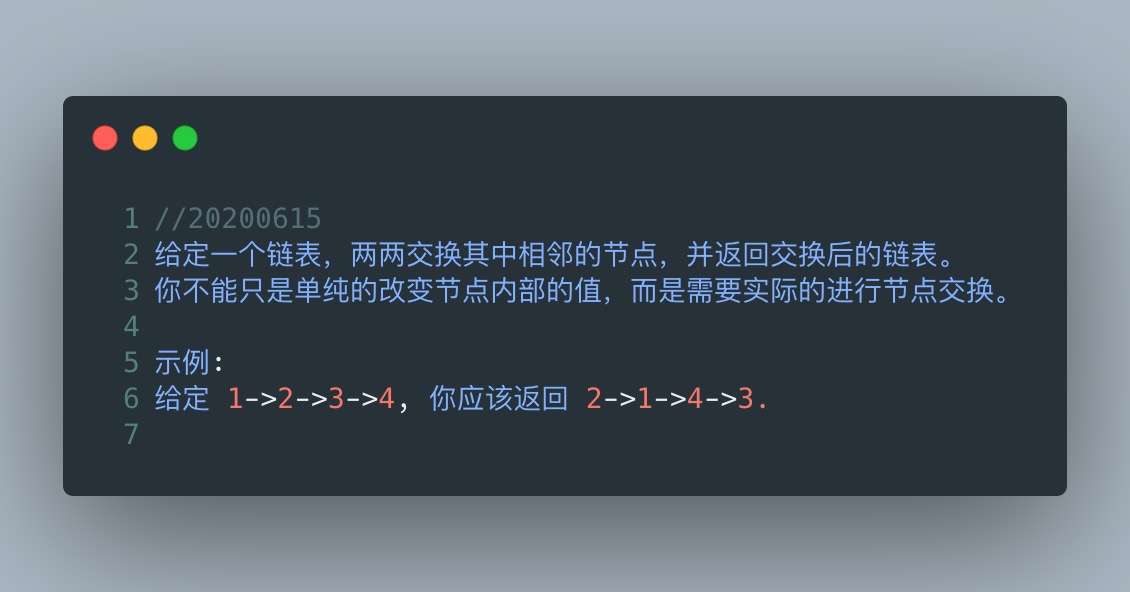 1 //20200615
2 给定一个链表，两两交换其中相邻的节点，并返回交换后的链表。
3 你不能只是单纯的改变节点内部的值，而是需要实际的进行节点交换。
4
5 示例:
6 给定 1->2->3->4, 你应该返回 2->1->4->3.
7